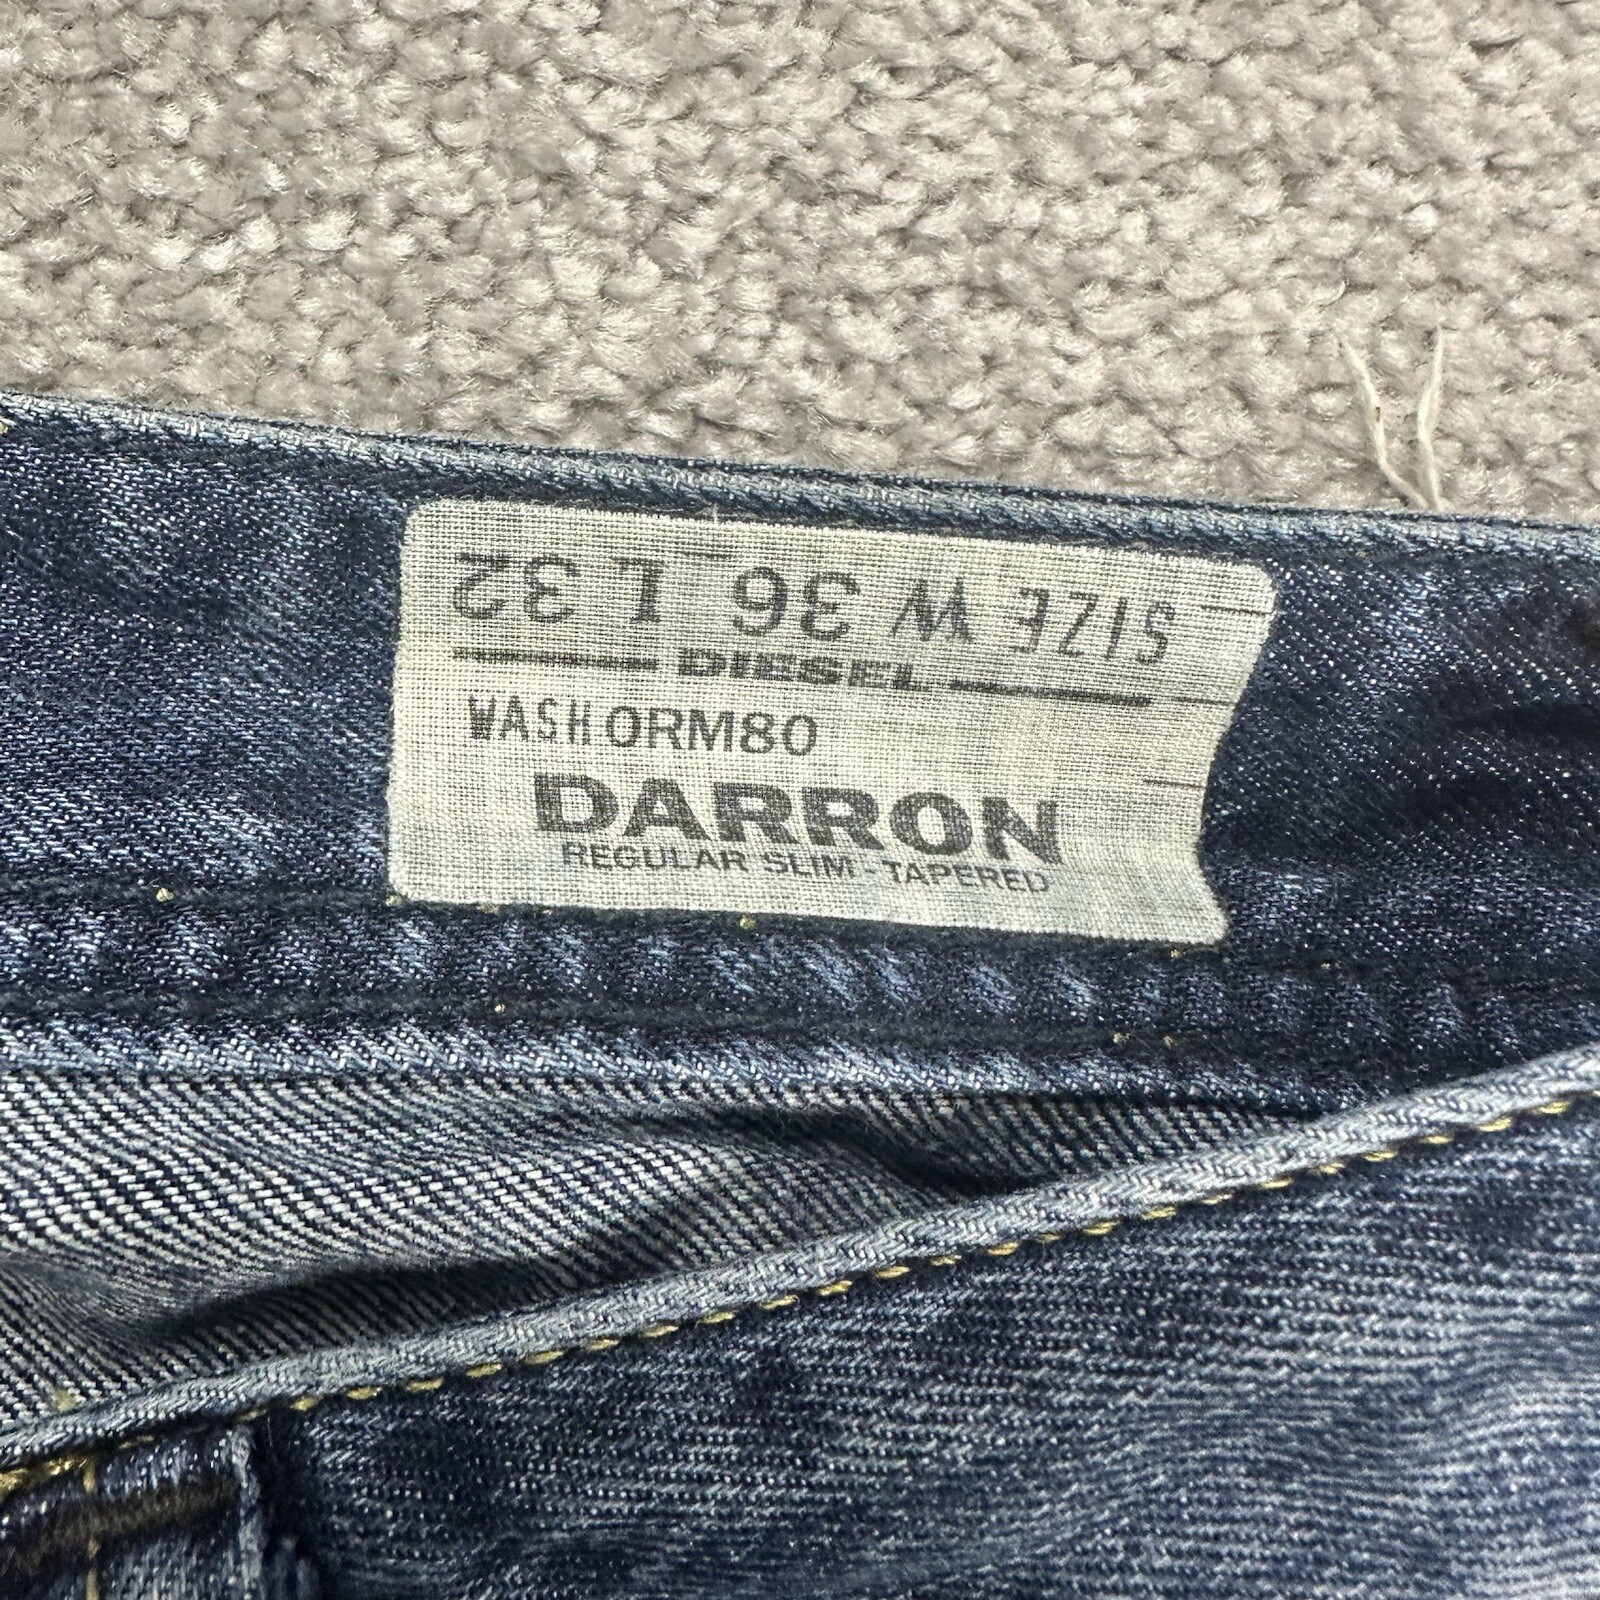 SIZE W 36 L 32
DIESEL
WASH 0RM80
DARRON
REGULAR SLIM - TAPERED